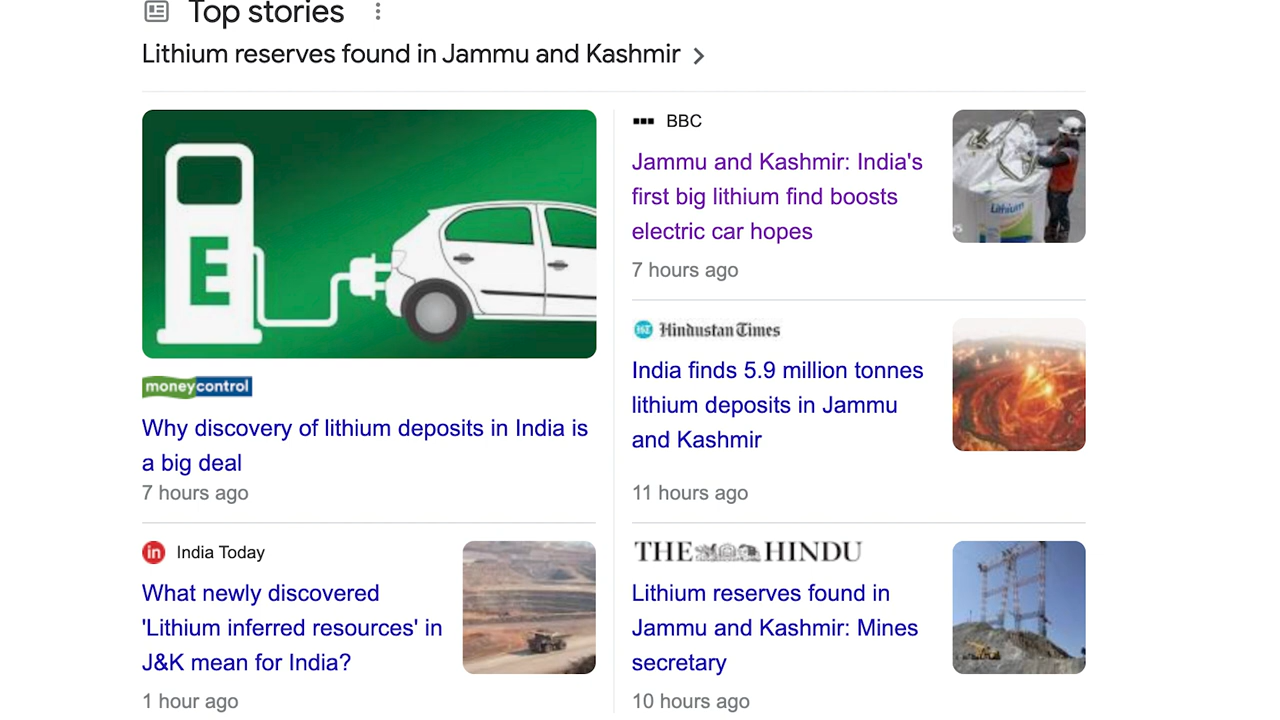 Top stories
Lithium reserves found in Jammu and Kashmir
E
moneycontrol
Why discovery of lithium deposits in India is
a big deal
7 hours ago
in India Today
What newly discovered
'Lithium inferred resources' in
J&K mean for India?
1 hour ago
BBC
Jammu and Kashmir: India's
first big lithium find boosts
electric car hopes
7 hours ago
Lithium
HT Hindustan Times
India finds 5.9 million tonnes
lithium deposits in Jammu
and Kashmir
11 hours ago
THE HINDU
Lithium reserves found in
Jammu and Kashmir: Mines
secretary
10 hours ago